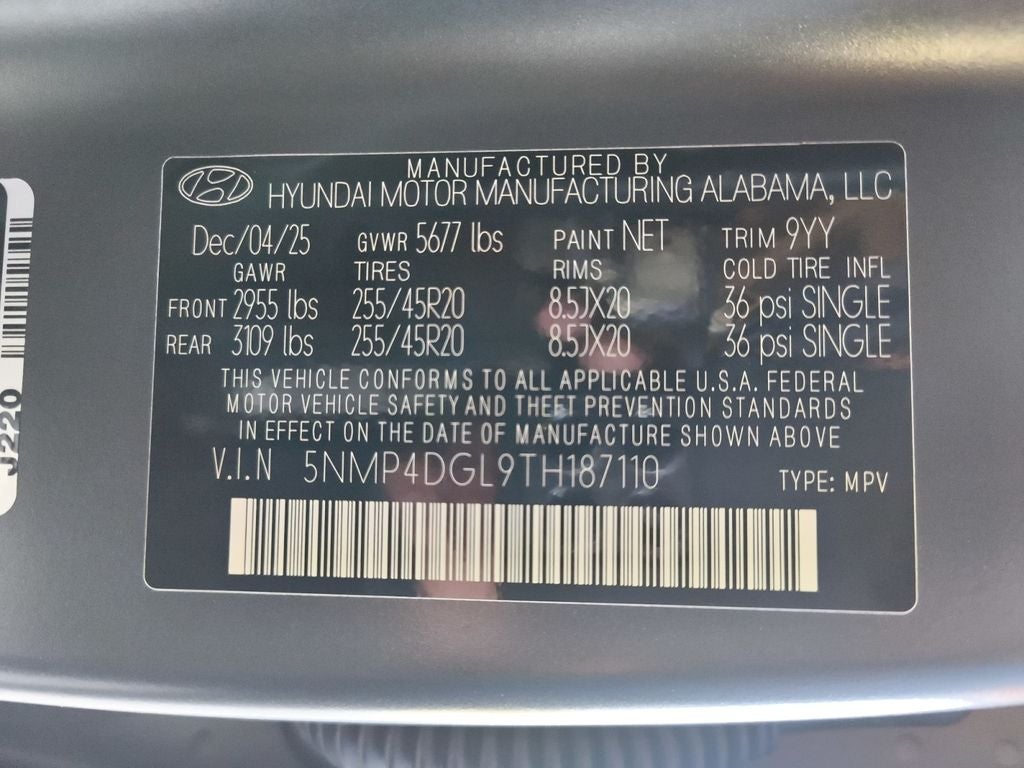 MANUFACTURED BY
HYUNDAI MOTOR MANUFACTURING ALABAMA, LLC
Dec/04/25 GVWR 5677 lbs PAINT NET TRIM 9YY
GAWR TIRES RIMS COLD TIRE INFL
FRONT 2955 lbs 255/45R20 8.5JX20 36 psi SINGLE
REAR 3109 lbs 255/45R20 8.5JX20 36 psi SINGLE
THIS VEHICLE CONFORMS TO ALL APPLICABLE U.S.A. FEDERAL
MOTOR VEHICLE SAFETY AND THEFT PREVENTION STANDARDS
IN EFFECT ON THE DATE OF MANUFACTURE SHOWN ABOVE
V.I.N 5NMP4DGL9TH187110 TYPE: MPV
J220